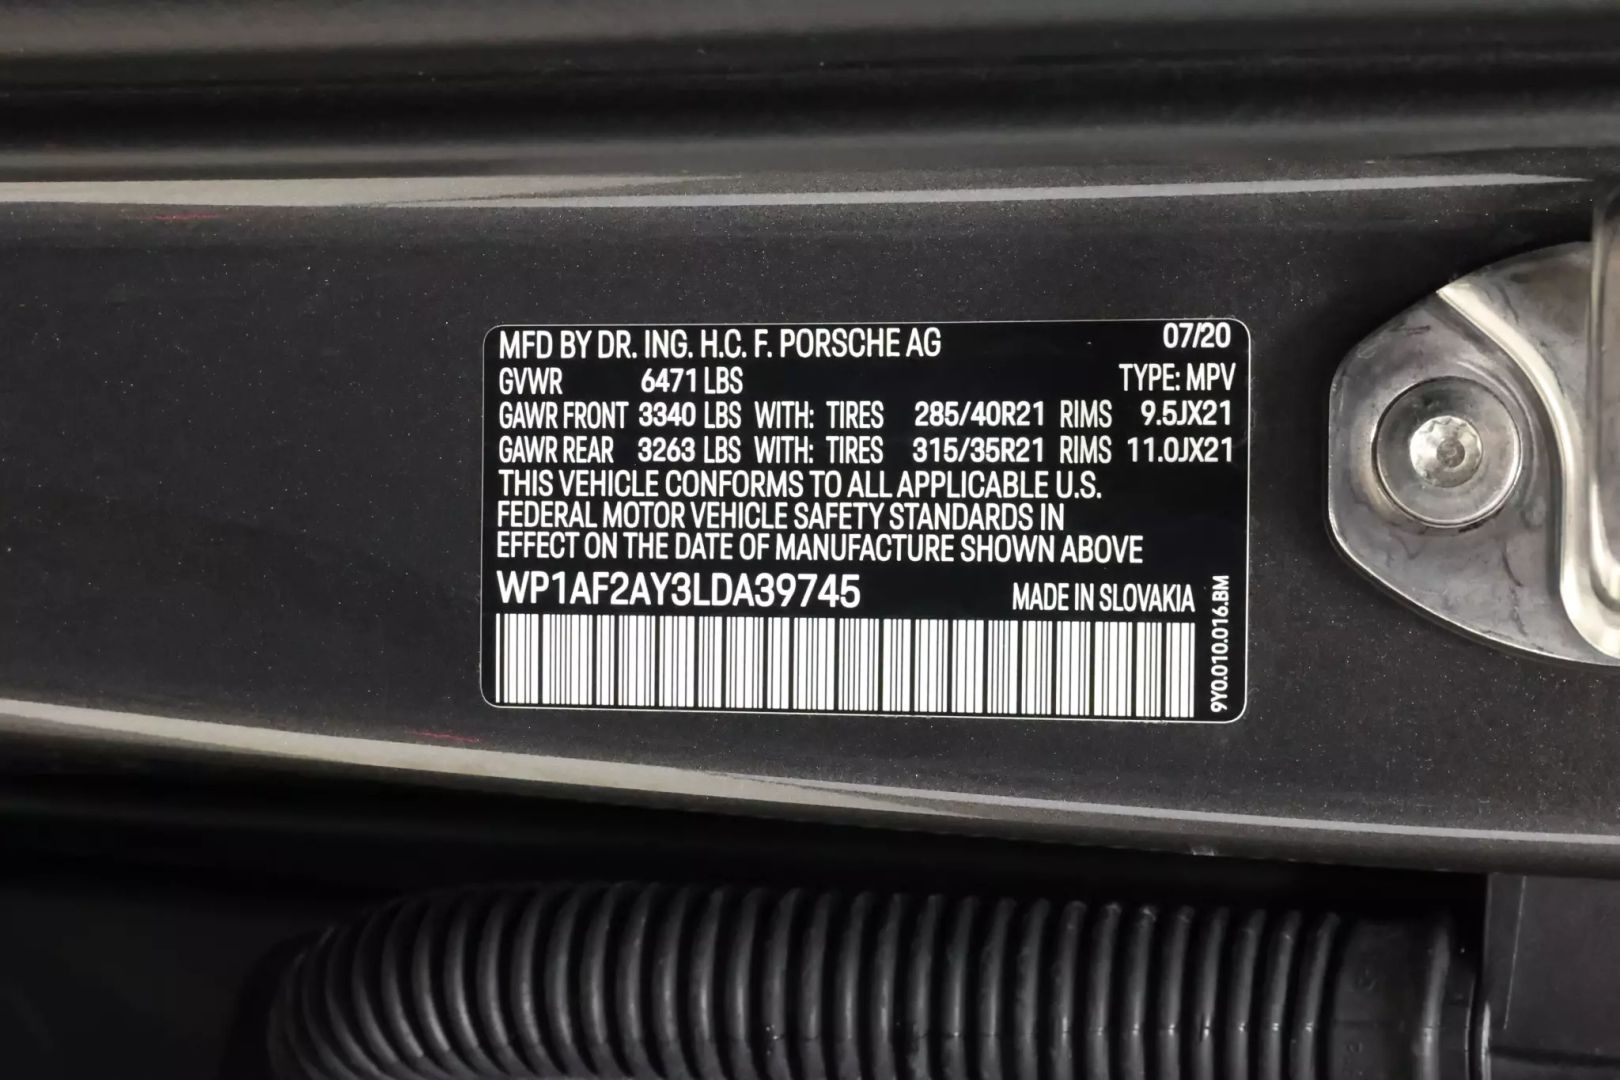 MFD BY DR. ING. H.C. F. PORSCHE AG 07/20
GVWR 6471 LBS TYPE: MPV
GAWR FRONT 3340 LBS WITH: TIRES 285/40R21 RIMS 9.5JX21
GAWR REAR 3263 LBS WITH: TIRES 315/35R21 RIMS 11.0JX21
THIS VEHICLE CONFORMS TO ALL APPLICABLE U.S.
FEDERAL MOTOR VEHICLE SAFETY STANDARDS IN
EFFECT ON THE DATE OF MANUFACTURE SHOWN ABOVE
WP1AF2AY3LDA39745 MADE IN SLOVAKIA
9Y0.010.016.BM